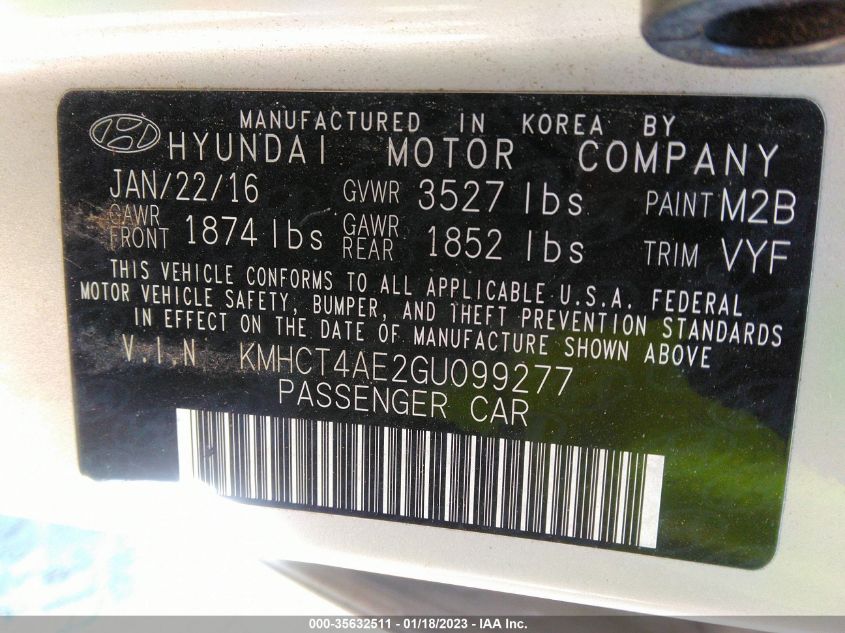 MANUFACTURED IN KOREA BY
HYUNDAI MOTOR COMPANY
JAN/22/16 GVWR 3527 lbs PAINT M2B
GAWR FRONT 1874 lbs GAWR REAR 1852 lbs TRIM VYF
THIS VEHICLE CONFORMS TO ALL APPLICABLE U.S.A. FEDERAL
MOTOR VEHICLE SAFETY, BUMPER, AND THEFT PREVENTION STANDARDS
IN EFFECT ON THE DATE OF MANUFACTURE SHOWN ABOVE
V.I.N KMHCT4AE2GU099277
PASSENGER CAR
000-35632511 - 01/18/2023 - IAA Inc.